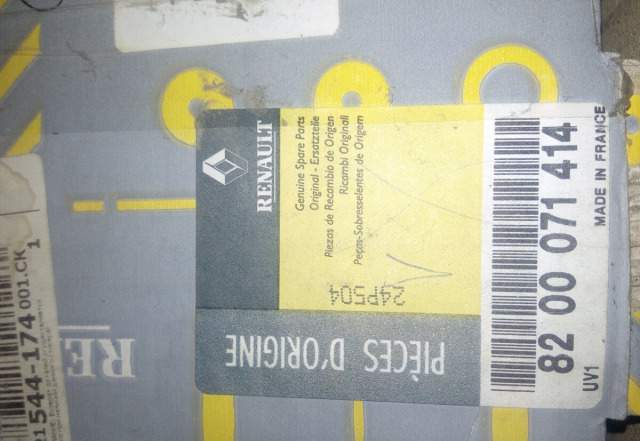 RENAULT
Genuine Spare Parts
Original - Ersatzteile
Piezas de Recambio de Origen
Ricambi Originali
Peças-Sobresselentes de Origem
24P504
PIÈCES D'ORIGINE
82 00 071 414
MADE IN FRANCE
UV1
1544-174 001.CK
1
RE